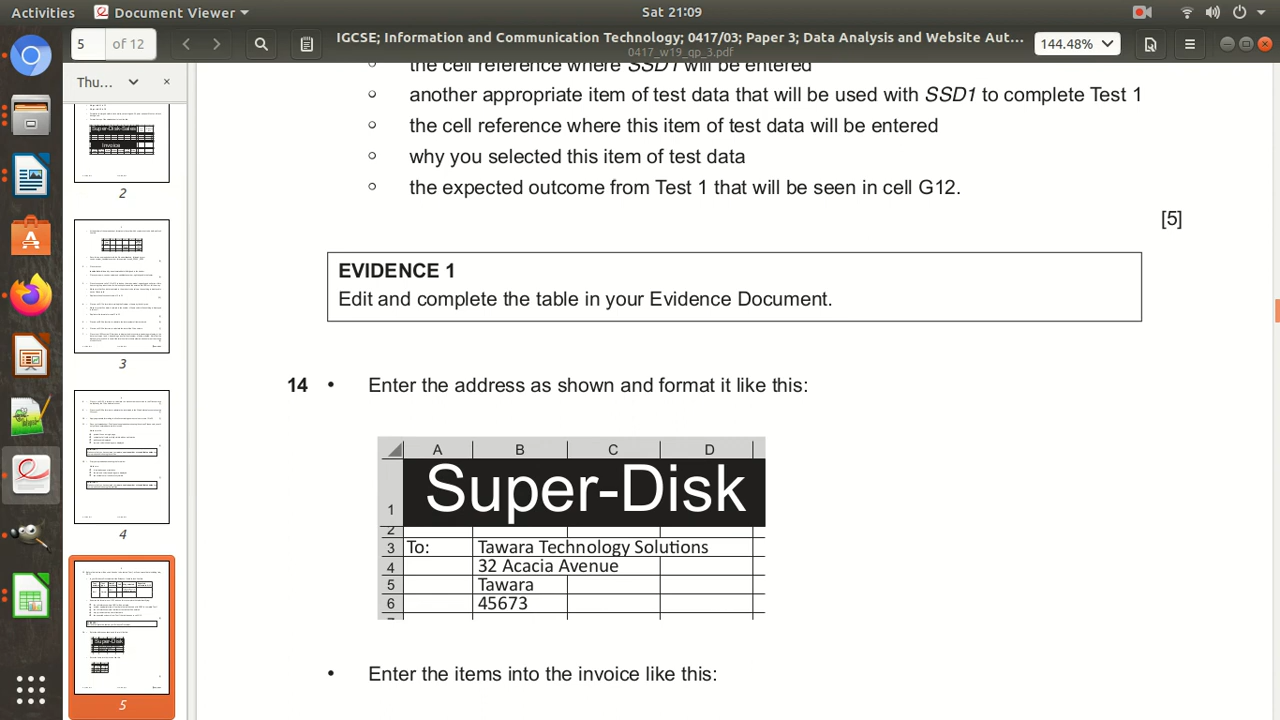 Activities
Document Viewer
Sat 21:09
5
of 12
IGCSE; Information and Communication Technology; 0417/03; Paper 3; Data Analysis and Website Aut...
0417_w19_qp_3.pdf
144.48%
Thu...
the cell reference where SSD1 will be entered
another appropriate item of test data that will be used with SSD1 to complete Test 1
the cell reference where this item of test data will be entered
why you selected this item of test data
the expected outcome from Test 1 that will be seen in cell G12.
[5]
EVIDENCE 1
Edit and complete the table in your Evidence Document.
14 • Enter the address as shown and format it like this:
A B C D
1 Super-Disk
2
3 To: Tawara Technology Solutions
4 32 Acacia Avenue
5 Tawara
6 45673
• Enter the items into the invoice like this:
Super-Disk-Sales
Invoice
2
3
4
Super-Disk
5